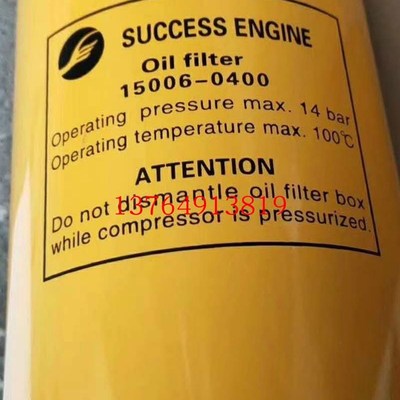 SUCCESS ENGINE
Oil filter
15006-0400
Operating pressure max. 14 bar
Operating temperature max. 100℃
ATTENTION
Do not dismantle oil filter box
13764913819
while compressor is pressurized.